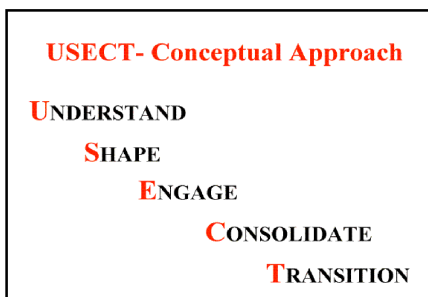 USECT- Conceptual Approach
UNDERSTAND
SHAPE
ENGAGE
CONSOLIDATE
TRANSITION